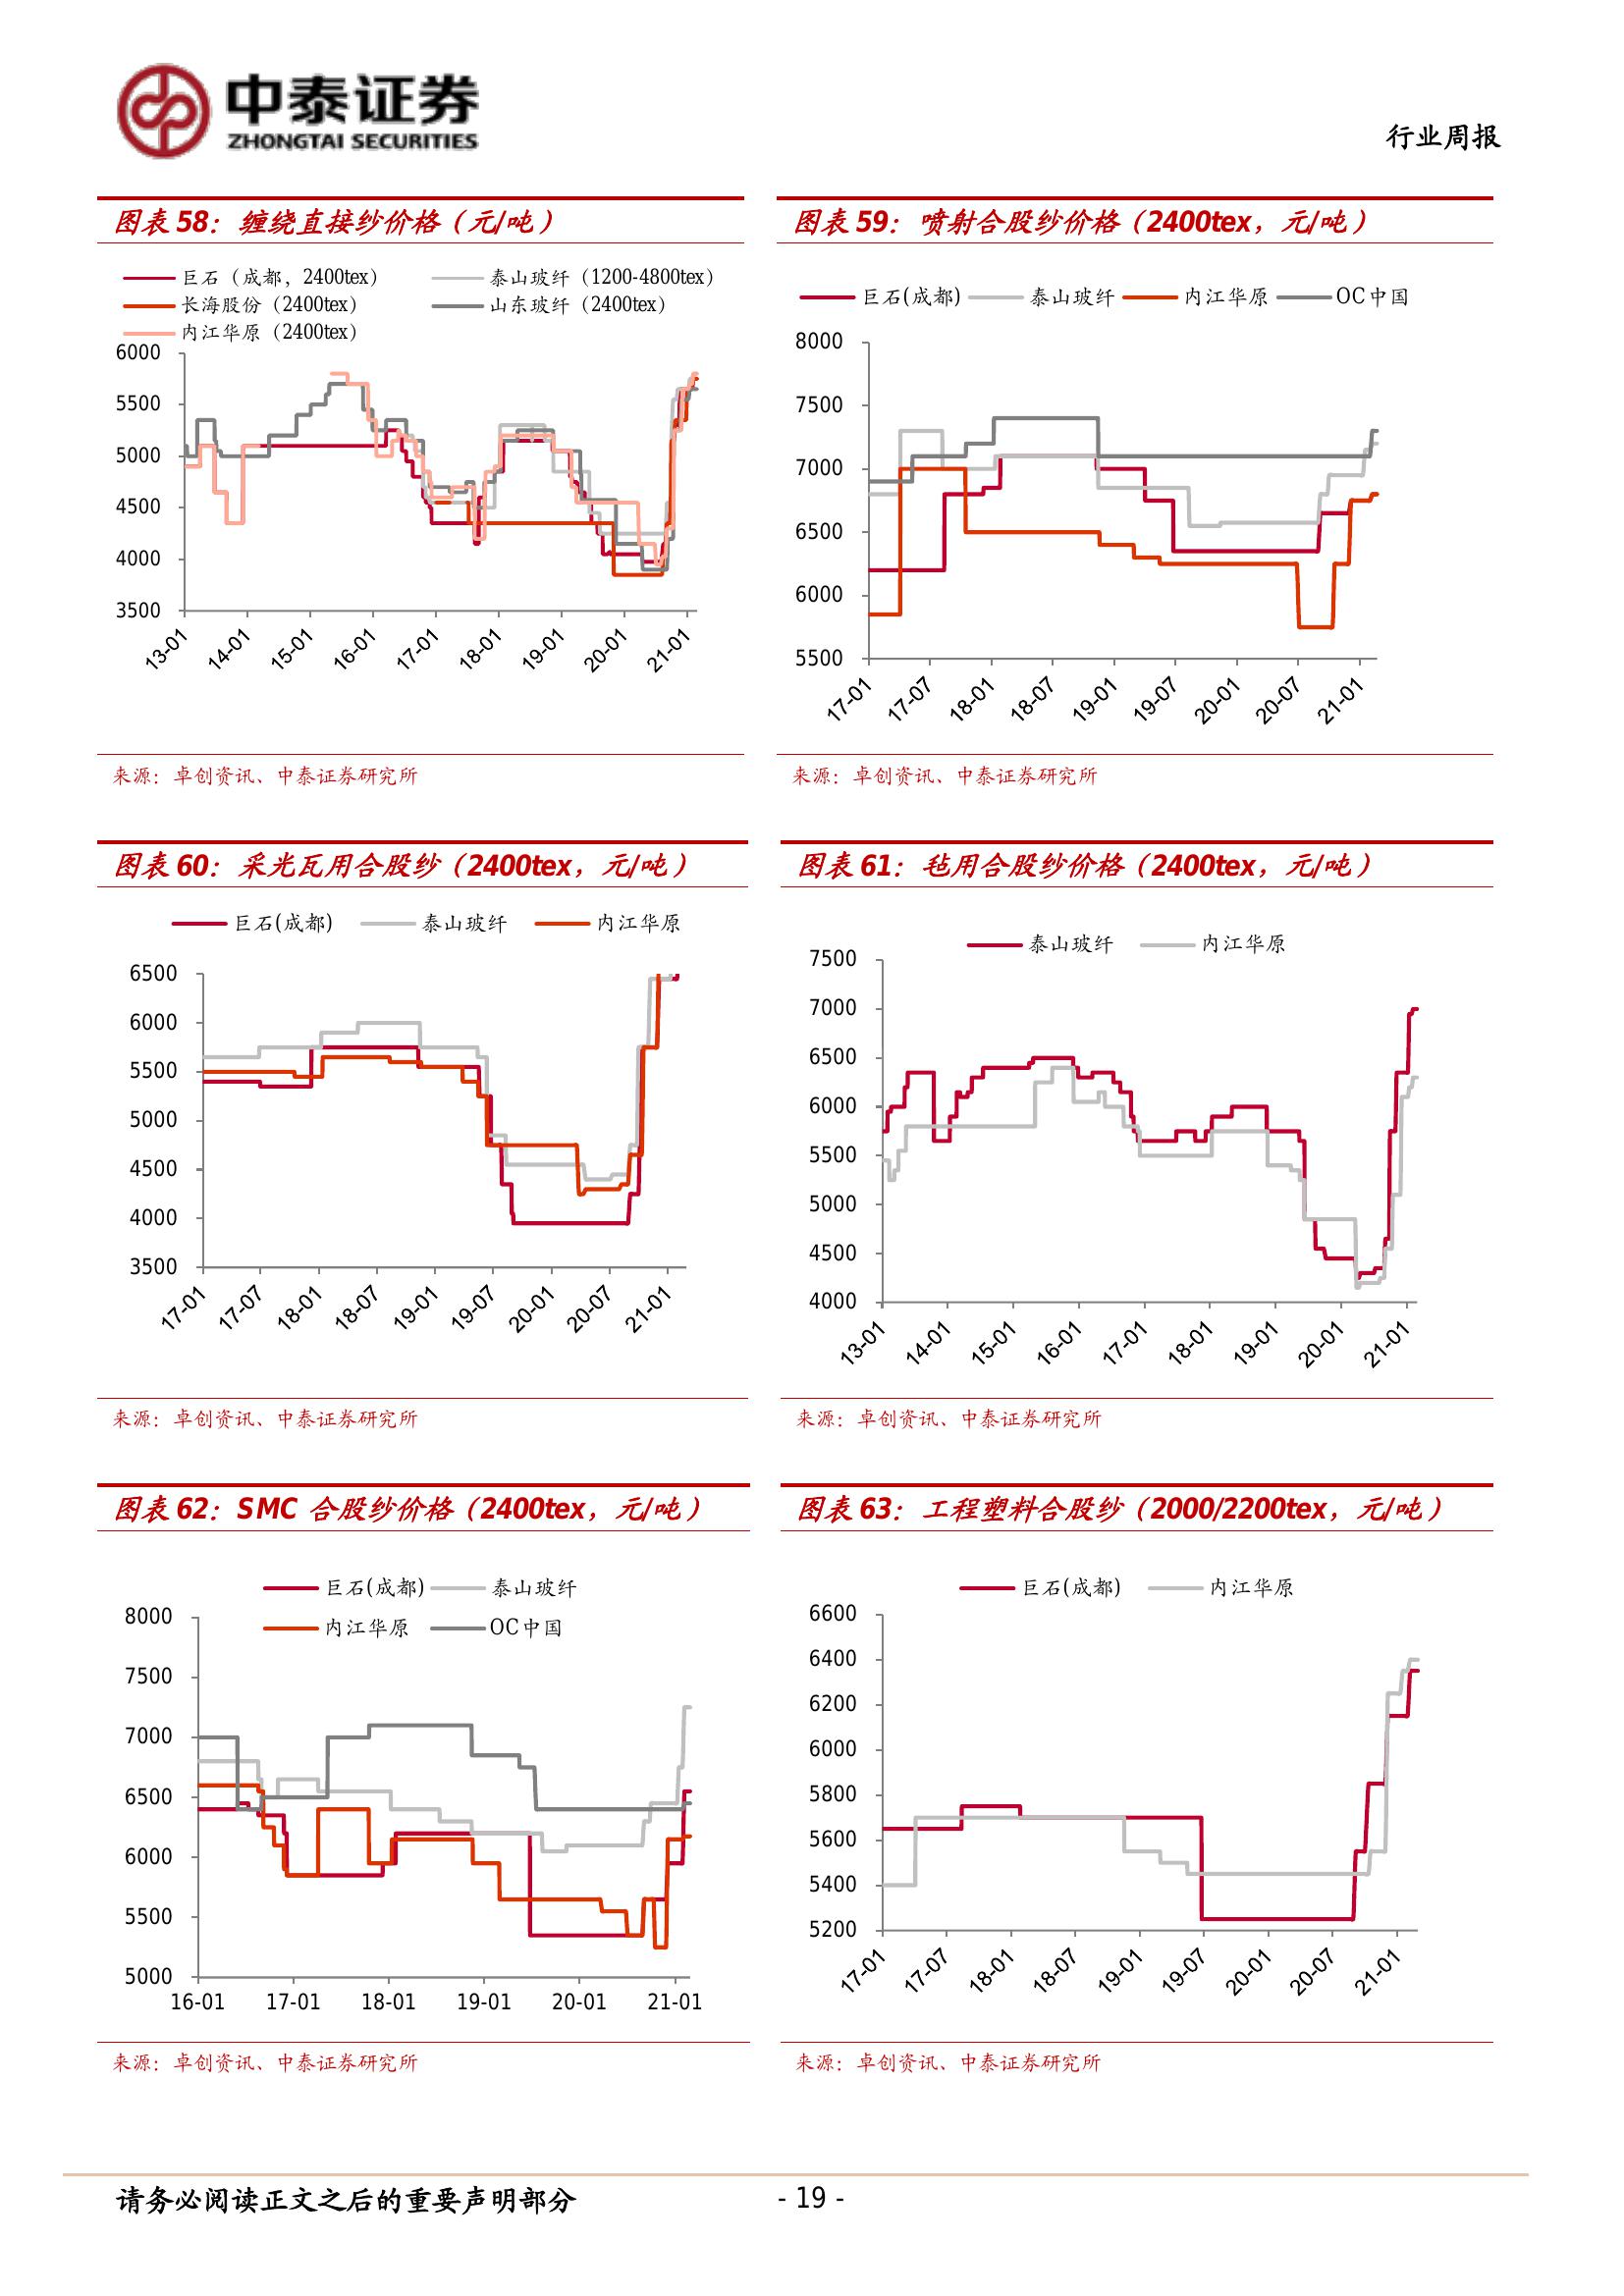 中泰证券
ZHONGTAI SECURITIES
行业周报
图表 58：缠绕直接纱价格（元/吨）
巨石（成都，2400tex） 泰山玻纤（1200-4800tex）
长海股份（2400tex） 山东玻纤（2400tex）
内江华原（2400tex）
6000
5500
5000
4500
4000
3500
13-01 14-01 15-01 16-01 17-01 18-01 19-01 20-01 21-01
来源：卓创资讯、中泰证券研究所
图表 59：喷射合股纱价格（2400tex，元/吨）
巨石(成都) 泰山玻纤 内江华原 OC中国
8000
7500
7000
6500
6000
5500
17-01 17-07 18-01 18-07 19-01 19-07 20-01 20-07 21-01
来源：卓创资讯、中泰证券研究所
图表 60：采光瓦用合股纱（2400tex，元/吨）
巨石(成都) 泰山玻纤 内江华原
6500
6000
5500
5000
4500
4000
3500
17-01 17-07 18-01 18-07 19-01 19-07 20-01 20-07 21-01
来源：卓创资讯、中泰证券研究所
图表 61：毡用合股纱价格（2400tex，元/吨）
泰山玻纤 内江华原
7500
7000
6500
6000
5500
5000
4500
4000
13-01 14-01 15-01 16-01 17-01 18-01 19-01 20-01 21-01
来源：卓创资讯、中泰证券研究所
图表 62：SMC 合股纱价格（2400tex，元/吨）
巨石(成都) 泰山玻纤
内江华原 OC中国
8000
7500
7000
6500
6000
5500
5000
16-01 17-01 18-01 19-01 20-01 21-01
来源：卓创资讯、中泰证券研究所
图表 63：工程塑料合股纱（2000/2200tex，元/吨）
巨石(成都) 内江华原
6600
6400
6200
6000
5800
5600
5400
5200
17-01 17-07 18-01 18-07 19-01 19-07 20-01 20-07 21-01
来源：卓创资讯、中泰证券研究所
请务必阅读正文之后的重要声明部分 - 19 -